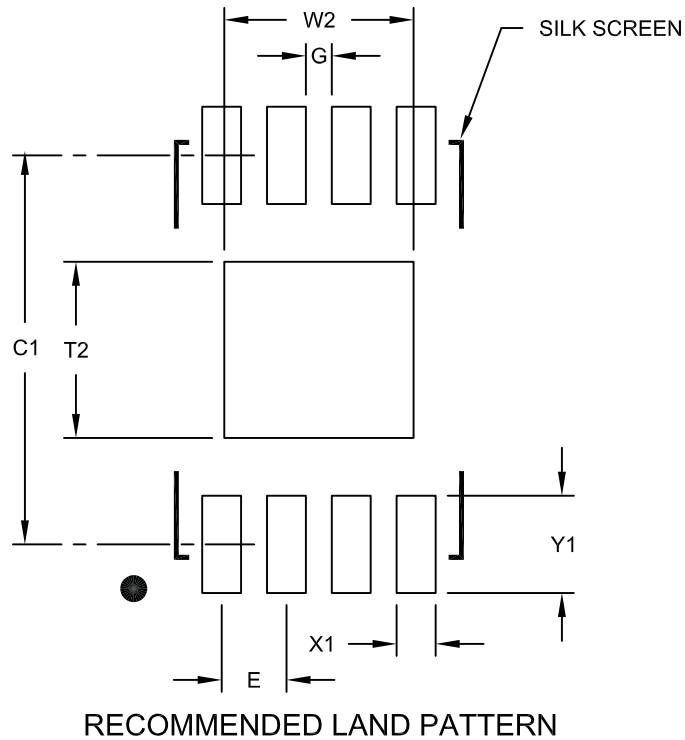 W2
SILK SCREEN
G
C1
T2
Y1
X1
E
RECOMMENDED LAND PATTERN